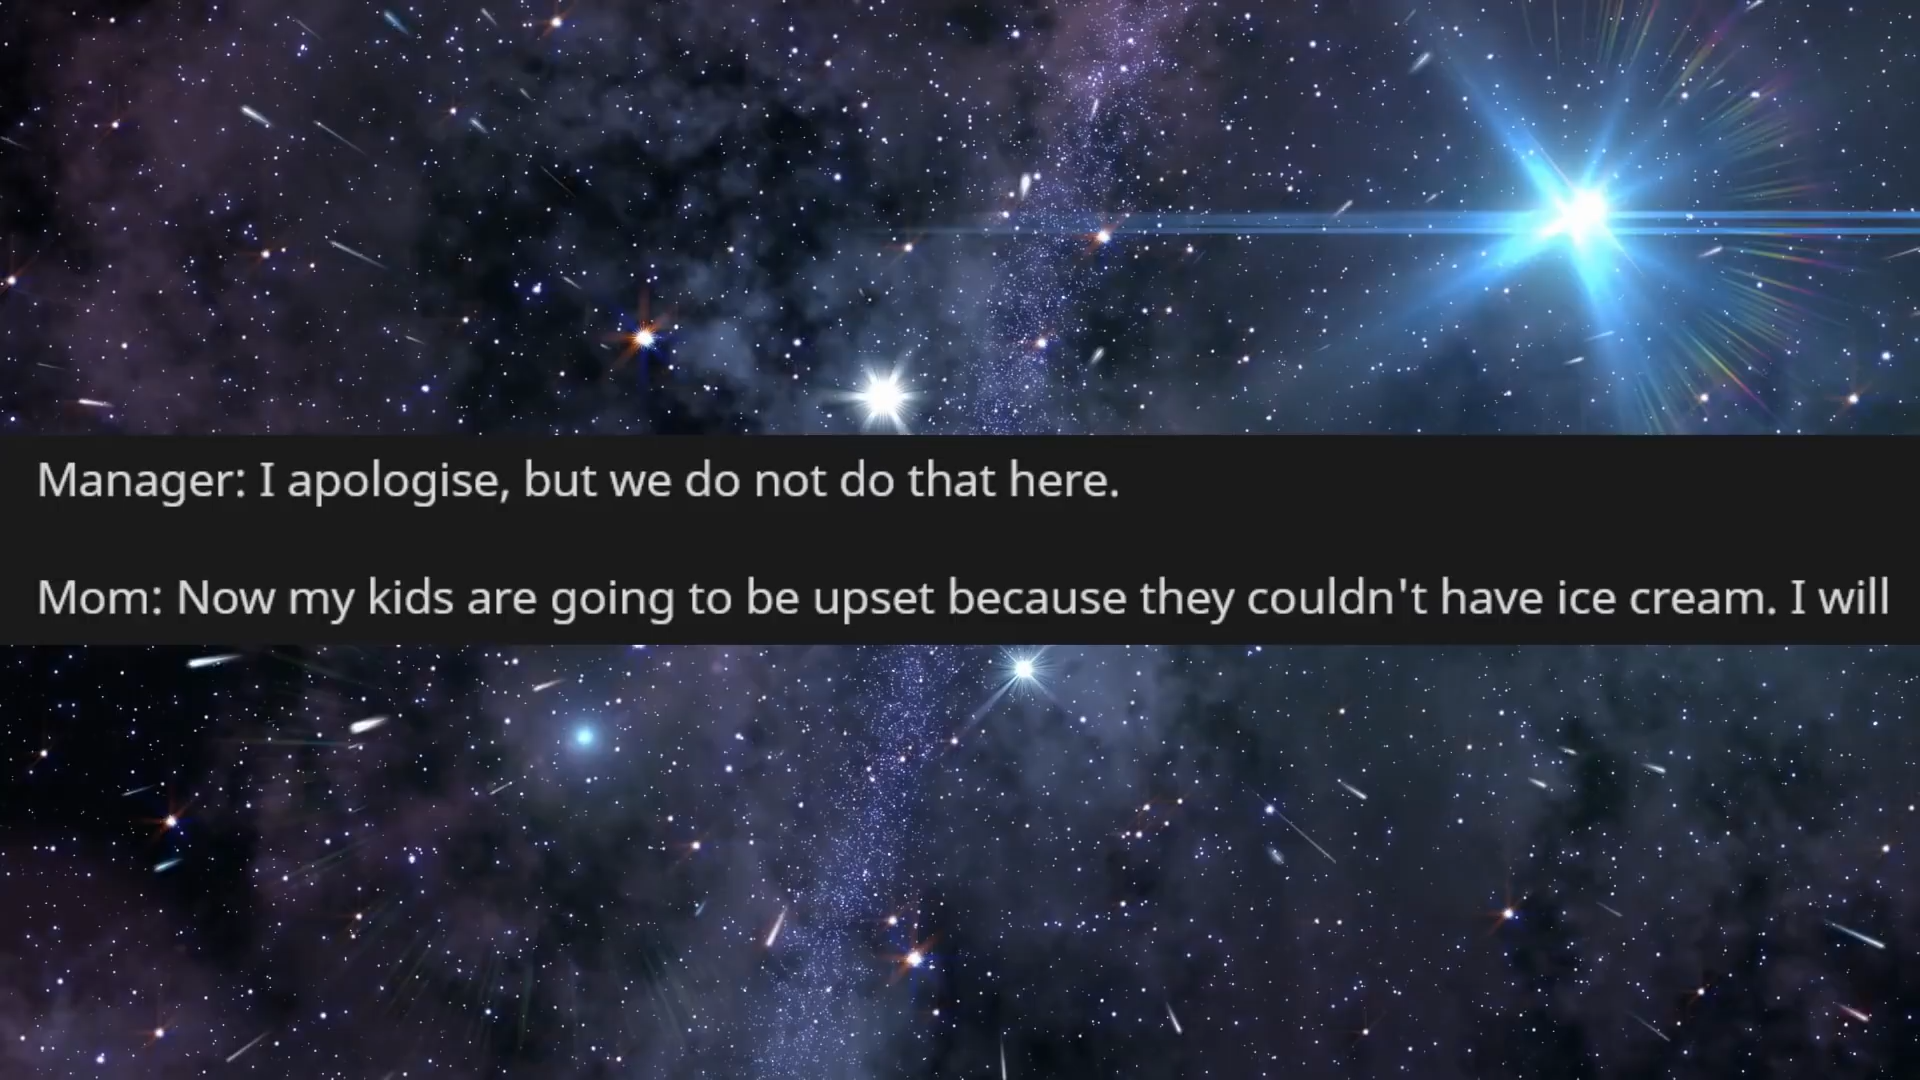 Manager: I apologise, but we do not do that here.
Mom: Now my kids are going to be upset because they couldn't have ice cream. I will